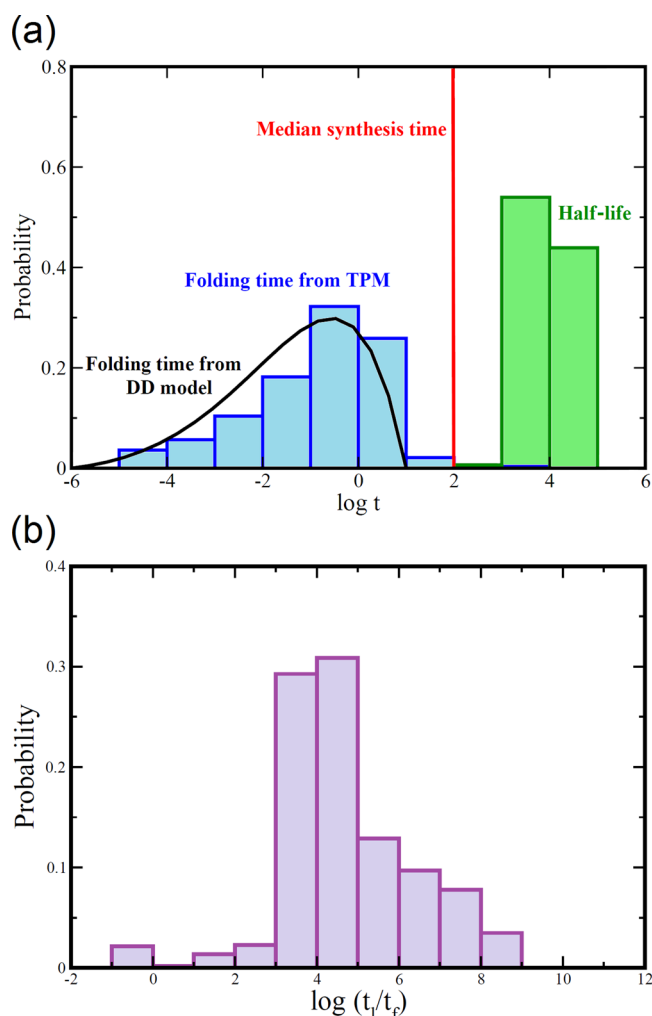 (a)
0.8
0.6
0.4
0.2
0
Probability
Median synthesis time
Half-life
Folding time from TPM
Folding time from
DD model
-6 -4 -2 0 2 4 6
log t
(b)
0.4
0.3
0.2
0.1
0
Probability
-2 0 2 4 6 8 10 12
log (t_l/t_f)